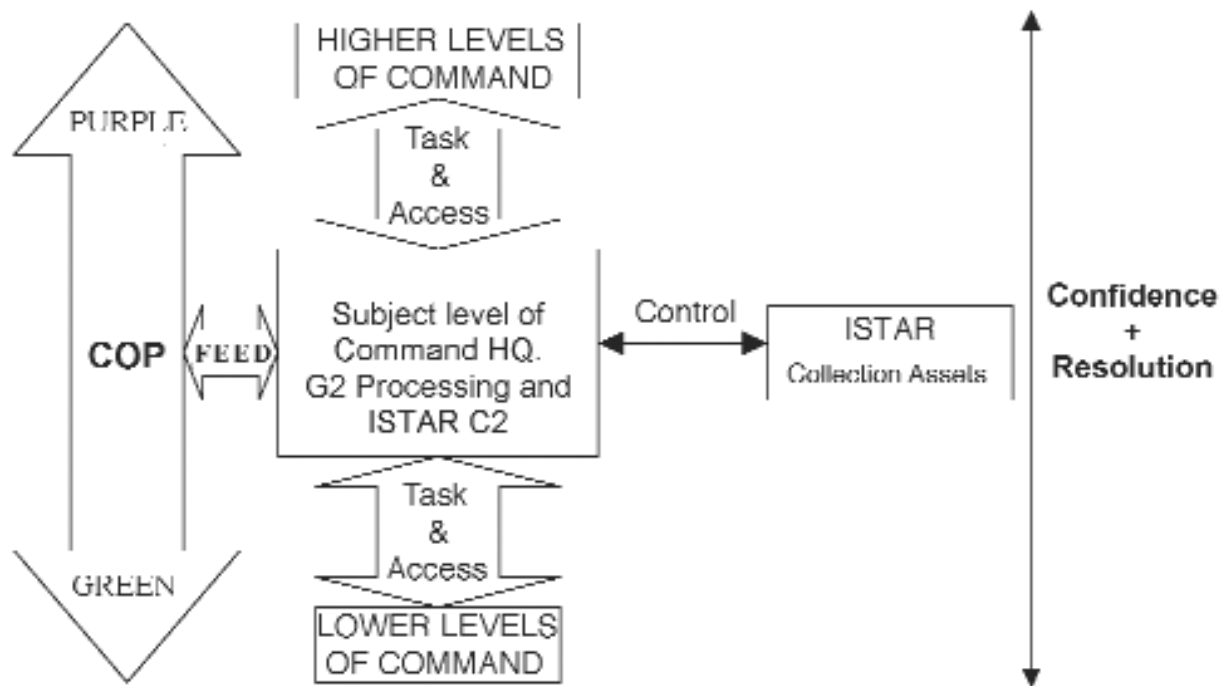 HIGHER LEVELS
OF COMMAND
PURPLE
Task
&
Access
COP
FEED
Subject level of
Command HQ.
G2 Processing and
ISTAR C2
Control
ISTAR
Collection Assets
Confidence
+
Resolution
Task
&
Access
GREEN
LOWER LEVELS
OF COMMAND